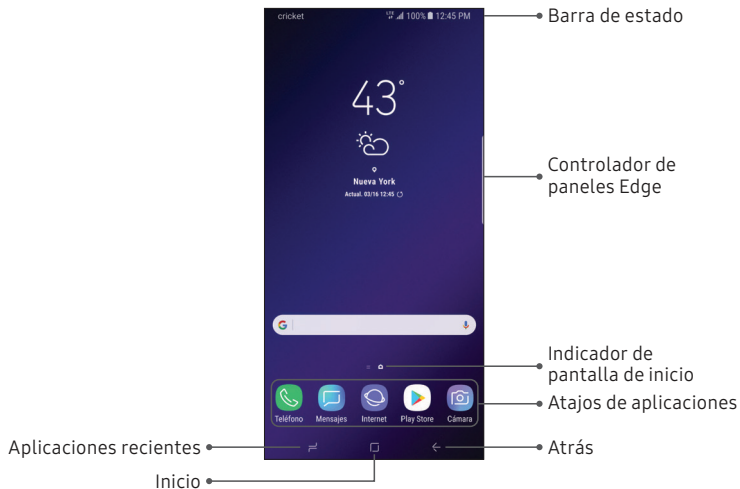 cricket LTE 100% 12:45 PM
Barra de estado
43°
Nueva York
Actual. 03/16 12:45
Controlador de
paneles Edge
G
Indicador de
pantalla de inicio
Teléfono Mensajes Internet Play Store Cámara
Atajos de aplicaciones
Aplicaciones recientes
Atrás
Inicio